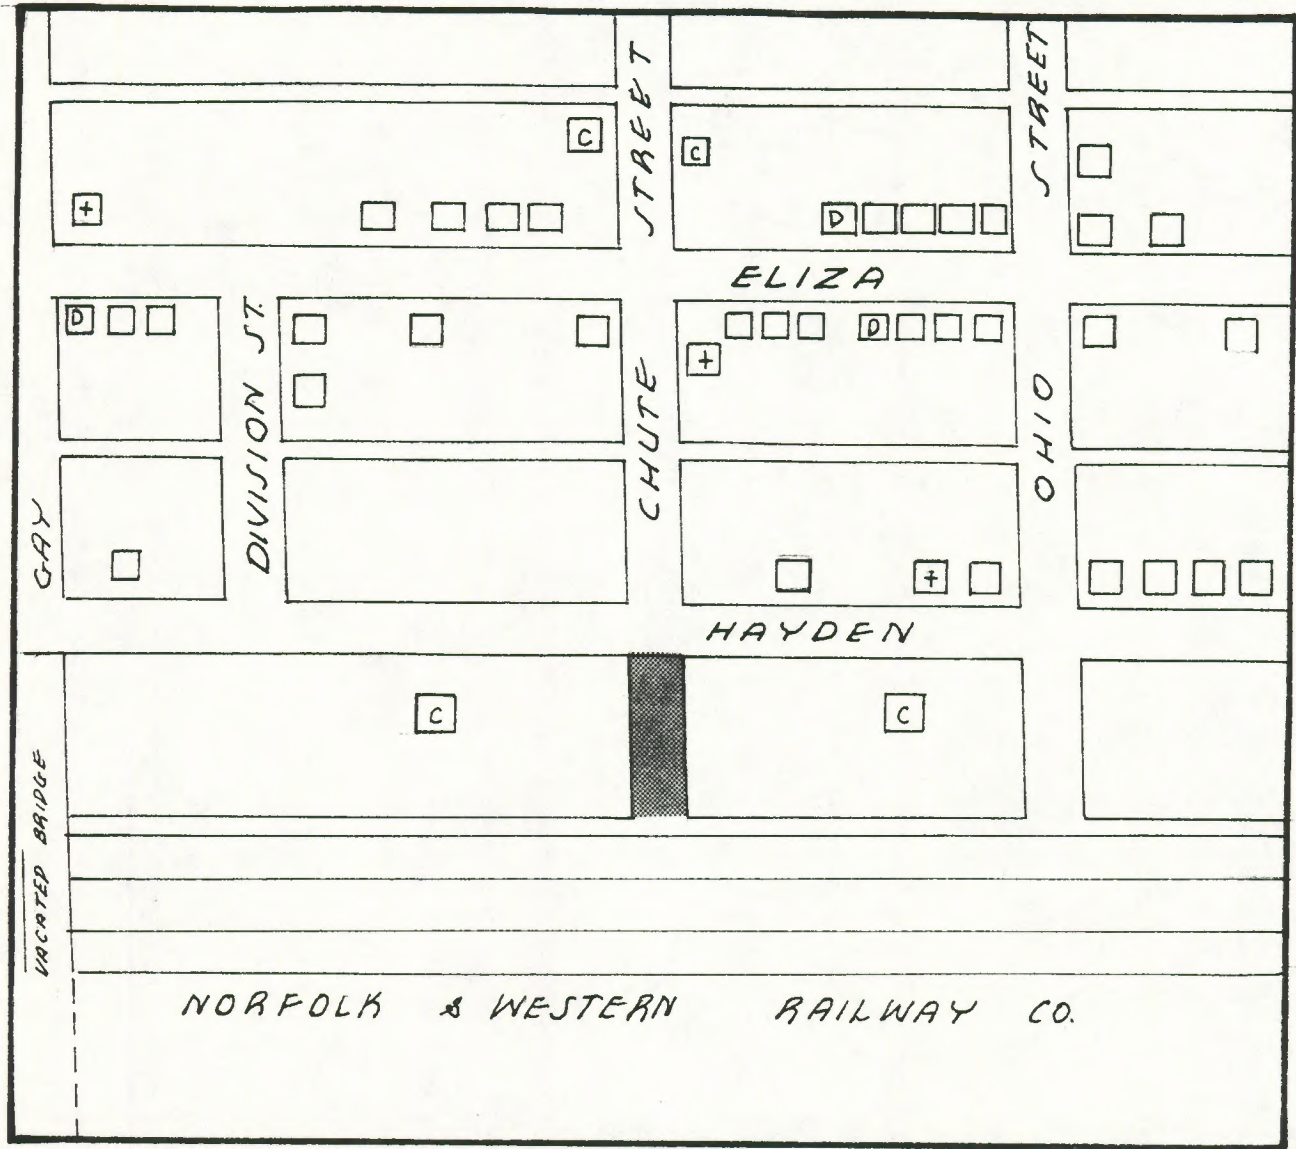 STREET
STREET
C
C
+
D
ELIZA
D
D
+
DIVISION ST.
CHUTE
OHIO
GAY
+
HAYDEN
C
C
VACATED BRIDGE
NORFOLK & WESTERN RAILWAY CO.